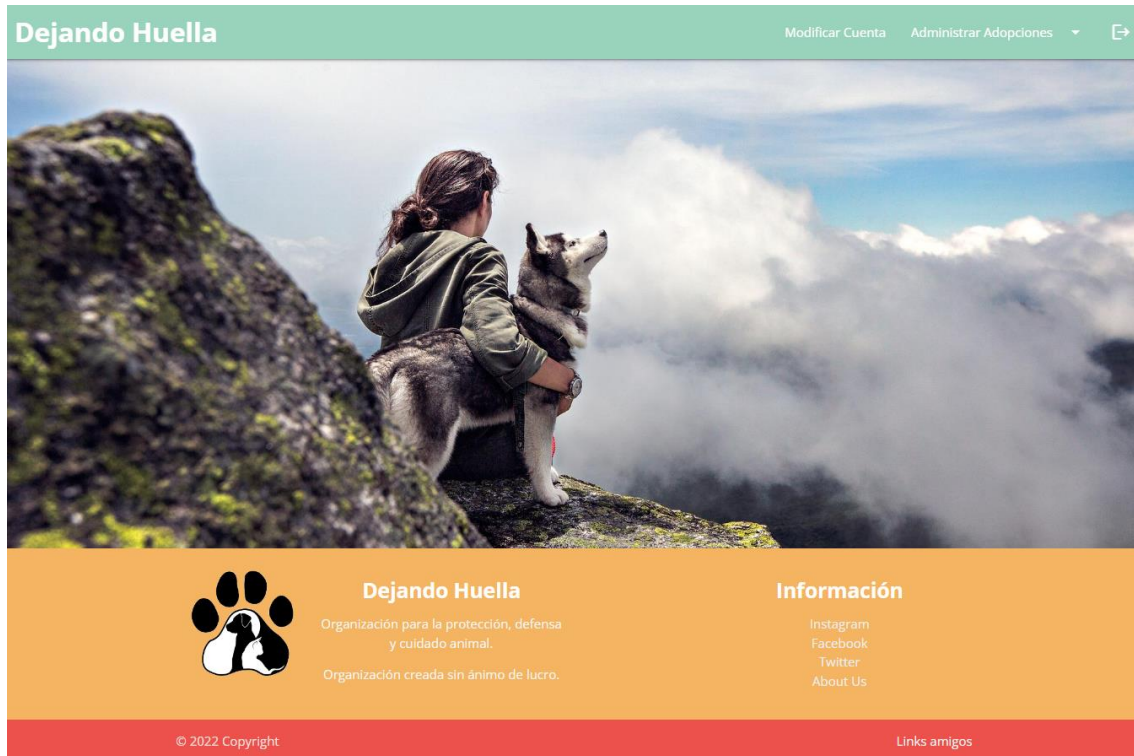 Dejando Huella
Modificar Cuenta
Administrar Adopciones
Dejando Huella
Organización para la protección, defensa
y cuidado animal.
Organización creada sin ánimo de lucro.
Información
Instagram
Facebook
Twitter
About Us
© 2022 Copyright
Links amigos